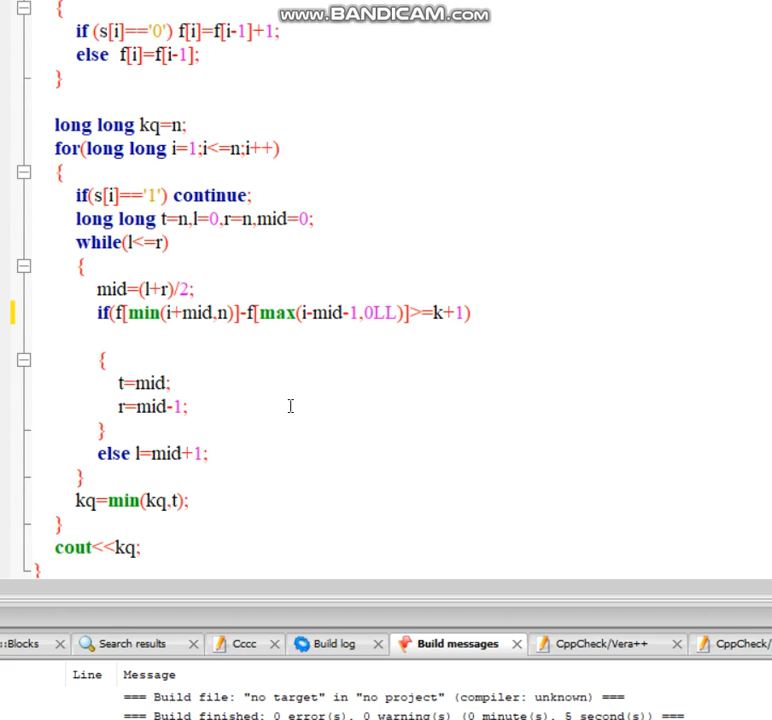 www.BANDICAM.com
{
if (s[i]=='0') f[i]=f[i-1]+1;
else  f[i]=f[i-1];
}
long long kq=n;
for(long long i=1;i<=n;i++)
{
if(s[i]=='1') continue;
long long t=n,l=0,r=n,mid=0;
while(l<=r)
{
mid=(l+r)/2;
if(f[min(i+mid,n)]-f[max(i-mid-1,0LL)]>=k+1)
{
t=mid;
r=mid-1;
}
else l=mid+1;
}
kq=min(kq,t);
}
cout<<kq;
}
::Blocks Search results Cccc Build log Build messages CppCheck/Vera++ CppCheck/
Line Message
=== Build file: "no target" in "no project" (compiler: unknown) ===
=== Build finished: 0 error(s), 0 warning(s) (0 minute(s), 5 second(s)) ===